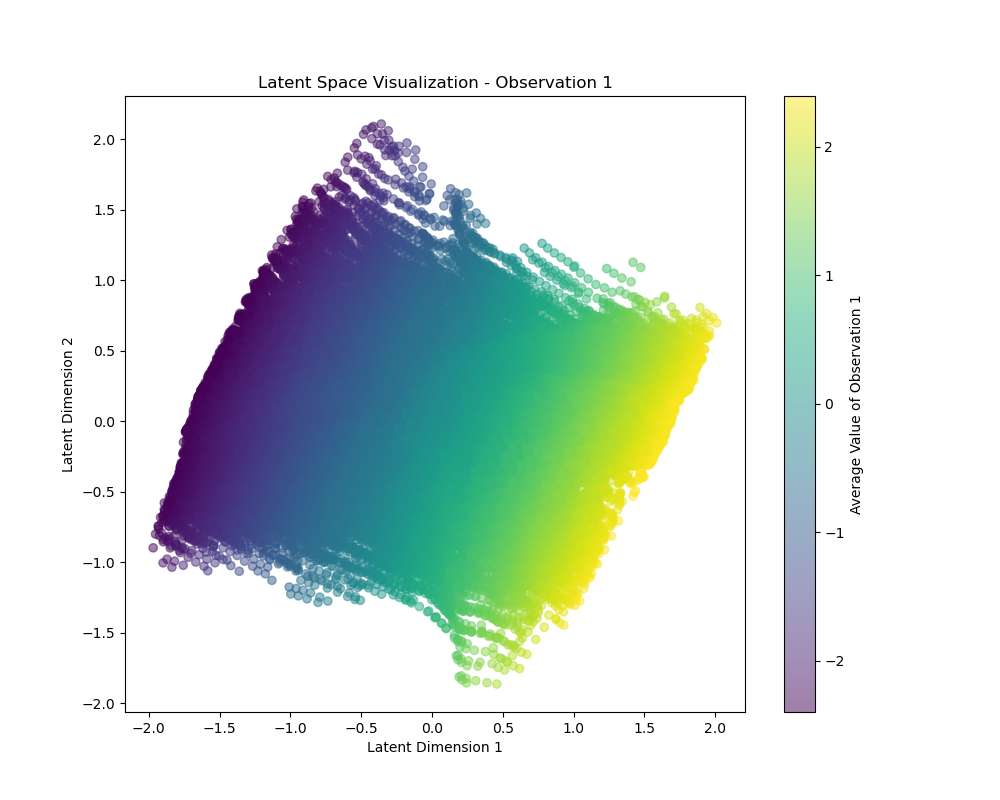 Latent Space Visualization - Observation 1
2.0
1.5
1.0
0.5
0.0
−0.5
−1.0
−1.5
−2.0
Latent Dimension 2
−2.0 −1.5 −1.0 −0.5 0.0 0.5 1.0 1.5 2.0
Latent Dimension 1
2
1
0
−1
−2
Average Value of Observation 1